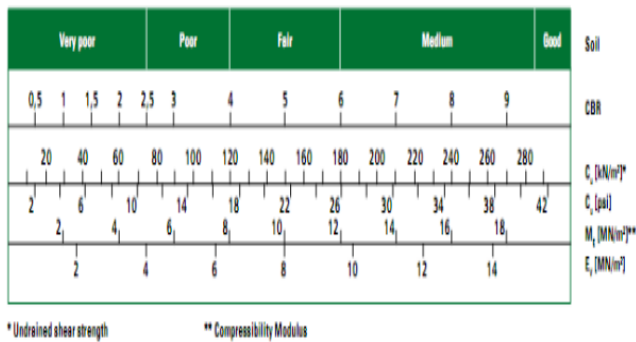 Very poor Poor Fair Medium Good Soil
0,5 1 1,5 2 2,5 3 4 5 6 7 8 9 CBR
20 40 60 80 100 120 140 160 180 200 220 240 260 280 Cᵤ [kN/m²]*
2 6 10 14 18 22 26 30 34 38 42 Cᵤ [psi]
2 4 6 8 10 12 14 16 18 [MN/m²]**
2 4 6 8 10 12 14 [MN/m²]
* Undrained shear strength ** Compressibility Modulus